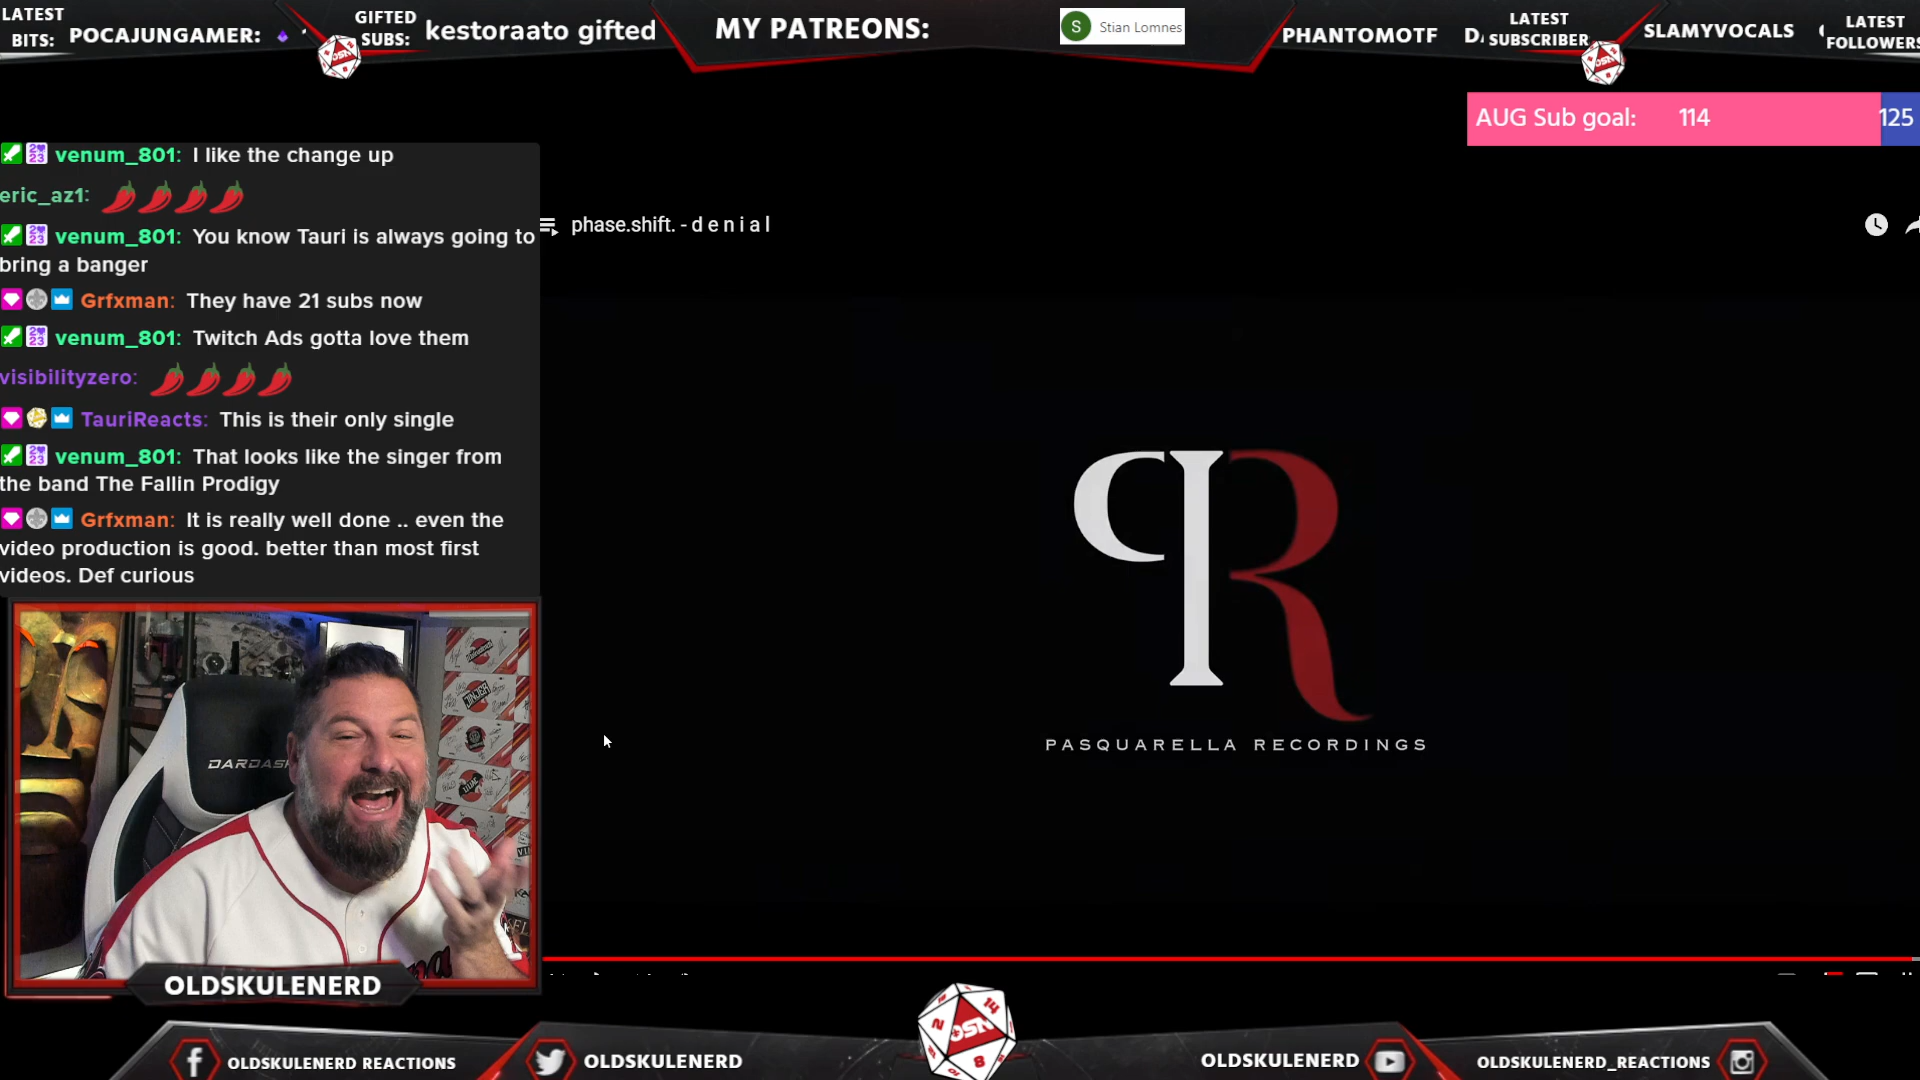 LATEST
BITS:
POCAJUNGAMER:
GIFTED
SUBS:
kestoraato gifted
MY PATREONS:
S
Stian Lomnes
PHANTOMOTF
LATEST
SUBSCRIBER
SLAMYVOCALS
LATEST
FOLLOWERS
AUG Sub goal:
114
125
venum_801: I like the change up
eric_az1:
venum_801: You know Tauri is always going to
bring a banger
Grfxman: They have 21 subs now
venum_801: Twitch Ads gotta love them
visibilityzero:
TauriReacts: This is their only single
venum_801: That looks like the singer from
the band The Fallin Prodigy
Grfxman: It is really well done .. even the
video production is good. better than most first
videos. Def curious
phase.shift. - d e n i a l
PR
PASQUARELLA RECORDINGS
JINJER
OLDSKULENERD
OSN
14
8
OLDSKULENERD REACTIONS
OLDSKULENERD
OLDSKULENERD
OLDSKULENERD_REACTIONS